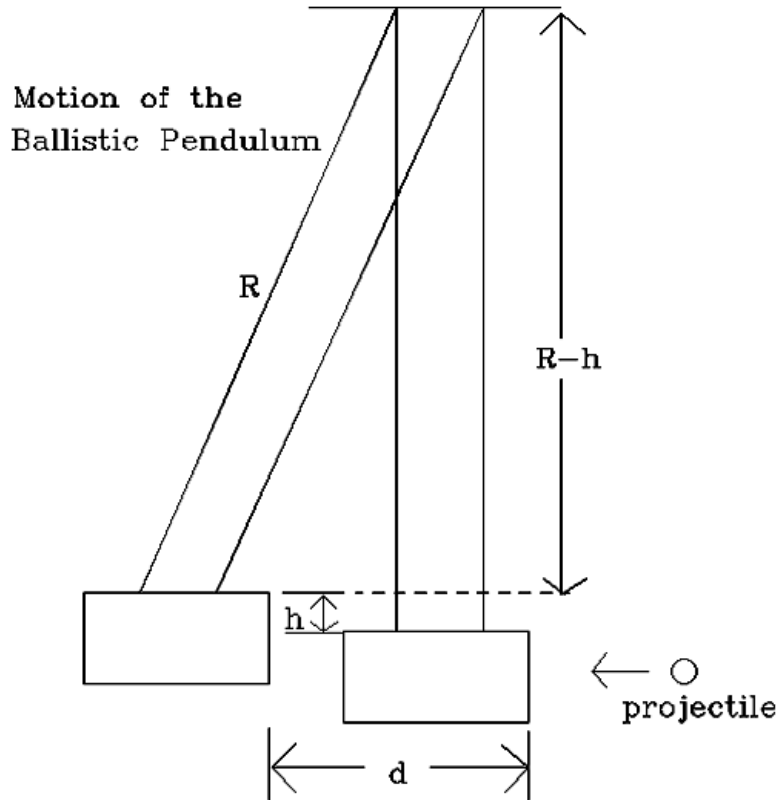 Motion of the
Ballistic Pendulum
R
R−h
h
projectile
d